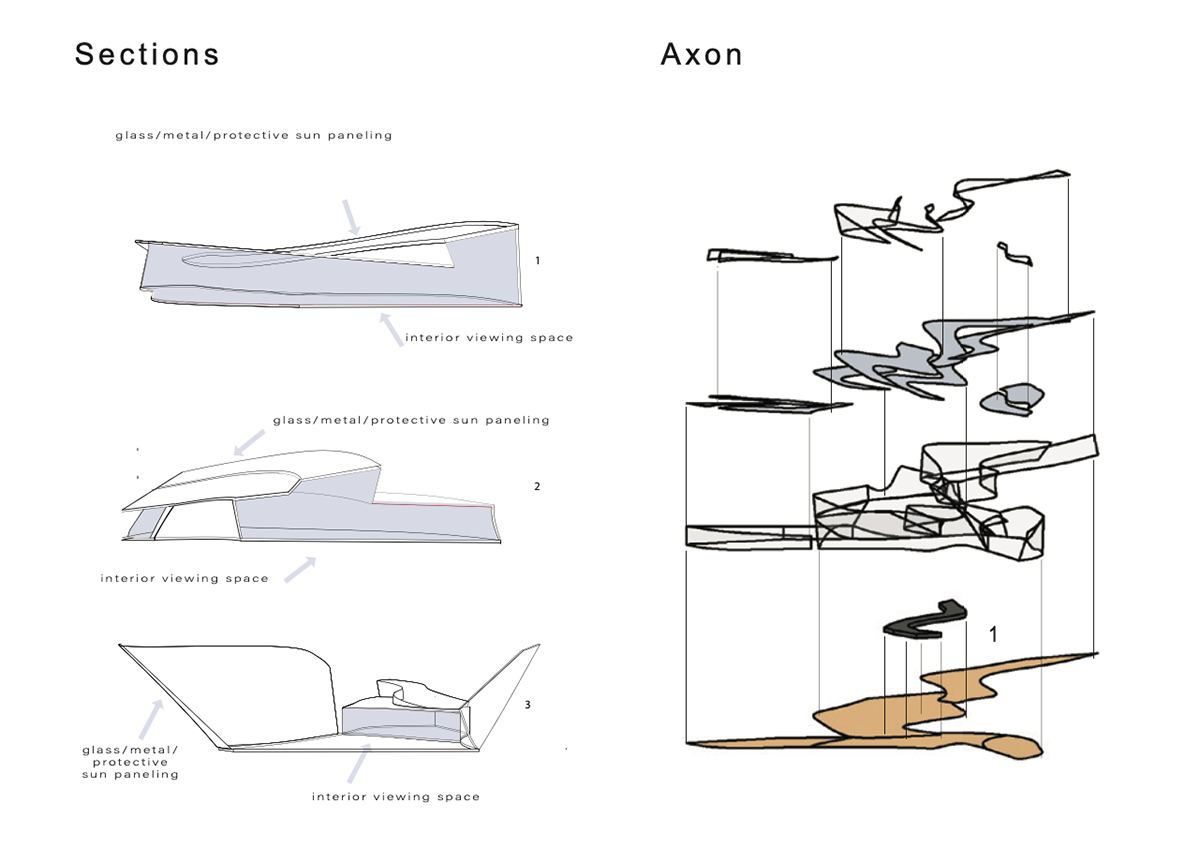 Sections
glass/metal/protective sun paneling
1
interior viewing space
glass/metal/protective sun paneling
2
interior viewing space
3
glass/metal/
protective
sun paneling
interior viewing space
Axon
1